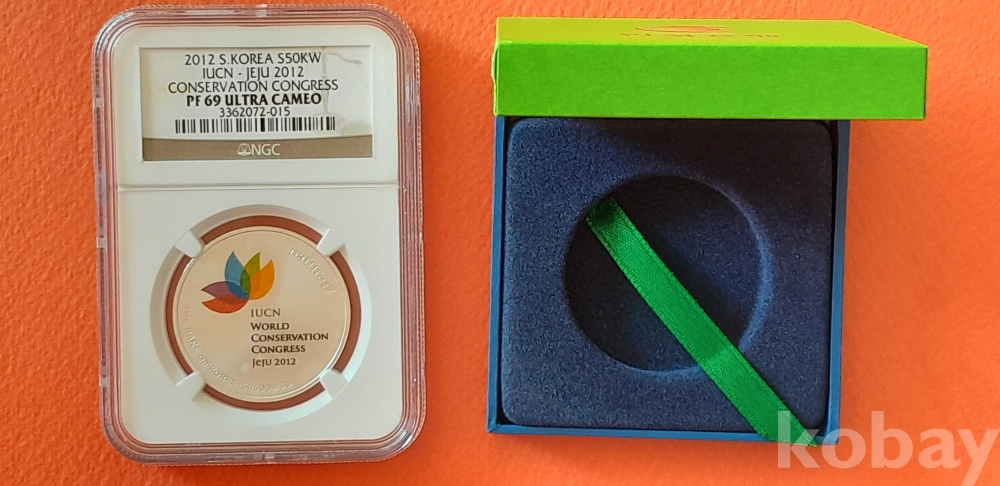 2012 S.KOREA S50KW
IUCN - JEJU 2012
CONSERVATION CONGRESS
PF 69 ULTRA CAMEO
3362072-015
NGC
IUCN
WORLD
CONSERVATION
CONGRESS
JEJU 2012
kobay